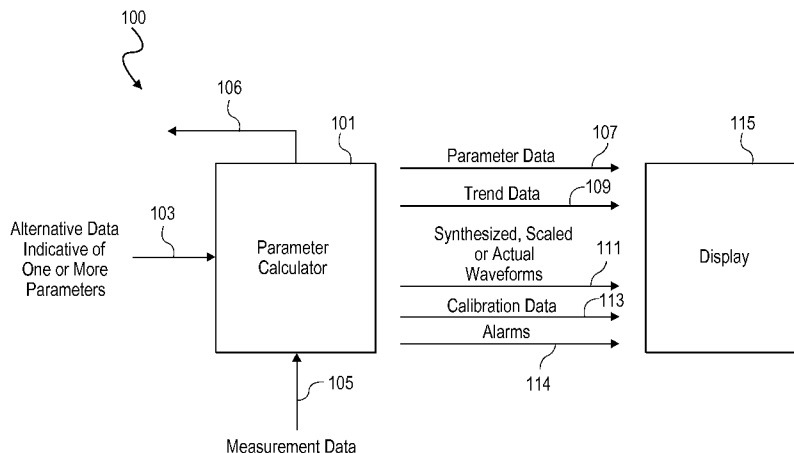 100
106
101
115
Parameter Data
107
Trend Data
109
Alternative Data
Indicative of
One or More
Parameters
103
Parameter
Calculator
Synthesized, Scaled
or Actual
Waveforms
111
Display
Calibration Data
113
Alarms
114
105
Measurement Data